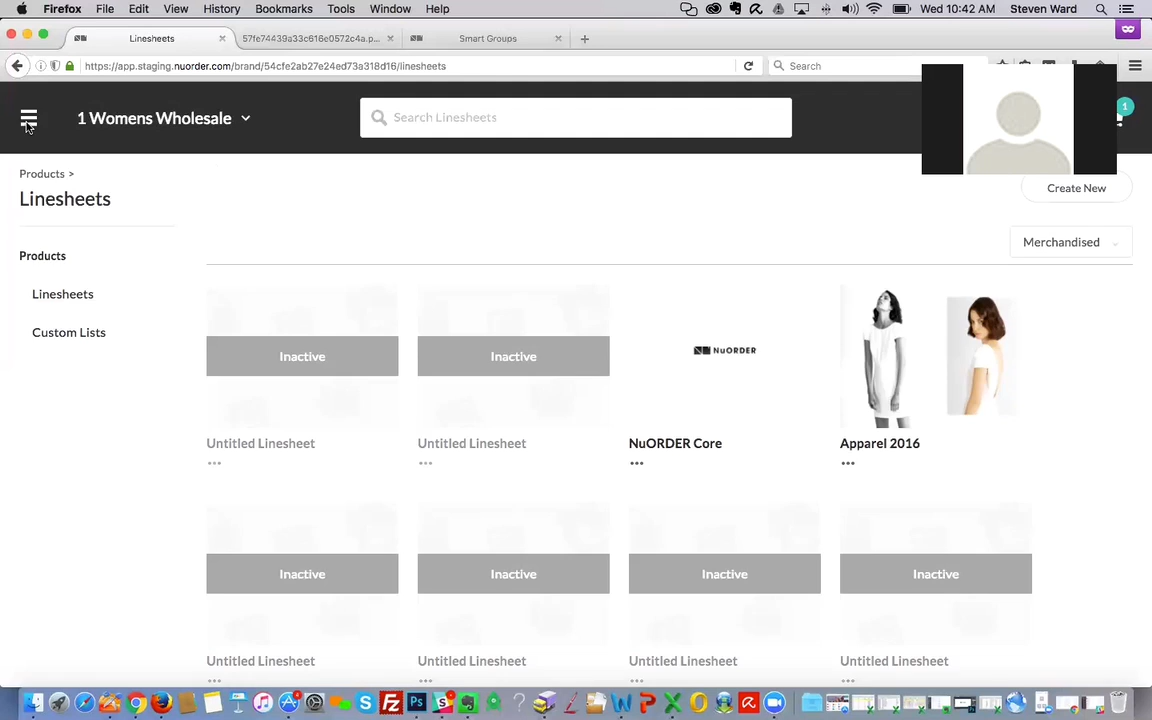 Firefox File Edit View History Bookmarks Tools Window Help Wed 10:42 AM Steven Ward
Linesheets 57fe74439a33c616e0572c4a.p... Smart Groups
https://app.staging.nuorder.com/brand/54cfe2ab27e24ed73a318d16/linesheets Search
1 Womens Wholesale Search Linesheets 1
Products >
Linesheets Create New
Merchandised
Products
Linesheets
Custom Lists
Inactive Inactive NUORDER
Untitled Linesheet Untitled Linesheet NuORDER Core Apparel 2016
Inactive Inactive Inactive Inactive
Untitled Linesheet Untitled Linesheet Untitled Linesheet Untitled Linesheet